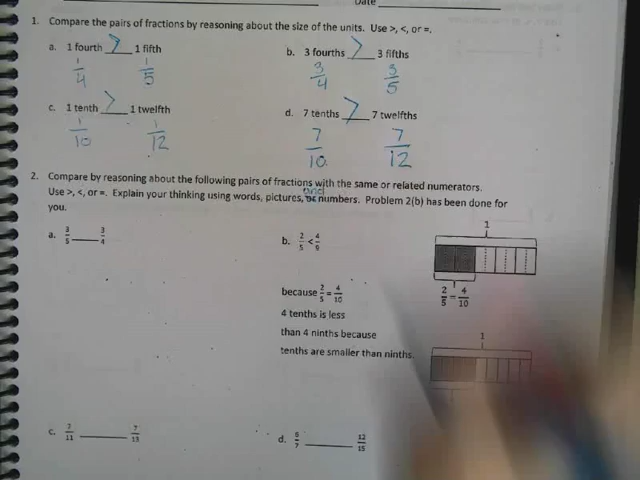 Date
1. Compare the pairs of fractions by reasoning about the size of the units. Use >, <, or =.
a. 1 fourth > 1 fifth
b. 3 fourths > 3 fifths
1/4 1/5
3/4 3/5
c. 1 tenth > 1 twelfth
d. 7 tenths > 7 twelfths
1/10 1/12
7/10 7/12
2. Compare by reasoning about the following pairs of fractions with the same or related numerators.
and
Use >, <, or =. Explain your thinking using words, pictures, or numbers. Problem 2(b) has been done for
you.
a. 3/5 ____ 3/4
b. 2/5 < 4/9
1
2/5 = 4/10
because 2/5 = 4/10
4 tenths is less
than 4 ninths because
tenths are smaller than ninths.
1
c. /11 ____ 7/13
d. 6/7 ____ 12/15